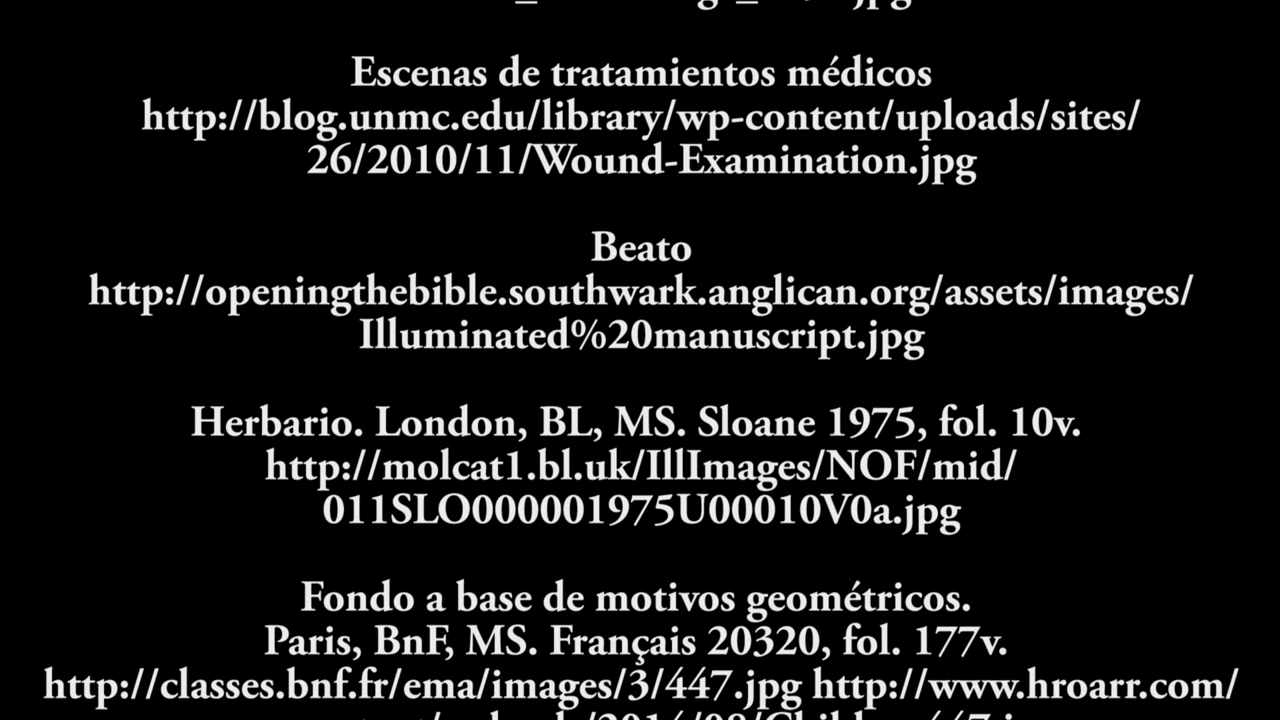 Escenas de tratamientos médicos
http://blog.unmc.edu/library/wp-content/uploads/sites/
26/2010/11/Wound-Examination.jpg
Beato
http://openingthebible.southwark.anglican.org/assets/images/
Illuminated%20manuscript.jpg
Herbario. London, BL, MS. Sloane 1975, fol. 10v.
http://molcat1.bl.uk/IllImages/NOF/mid/
011SLO000001975U00010V0a.jpg
Fondo a base de motivos geométricos.
Paris, BnF, MS. Français 20320, fol. 177v.
http://classes.bnf.fr/ema/images/3/447.jpg http://www.hroarr.com/